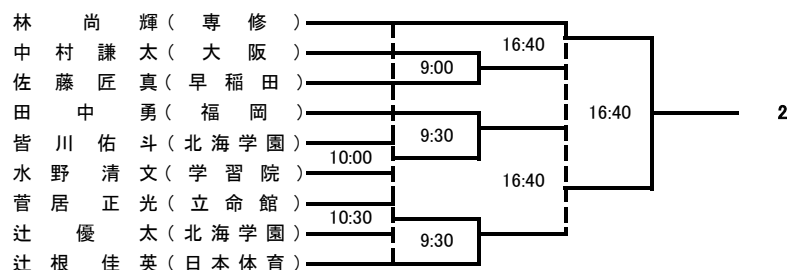 林尚輝(専修)
16:40
中村謙太(大阪)
9:00
佐藤匠真(早稲田)
田中勇(福岡)
16:40
2
9:30
皆川佑斗(北海学園)
10:00
水野清文(学習院)
16:40
菅居正光(立命館)
10:30
辻優太(北海学園)
9:30
辻根佳英(日本体育)